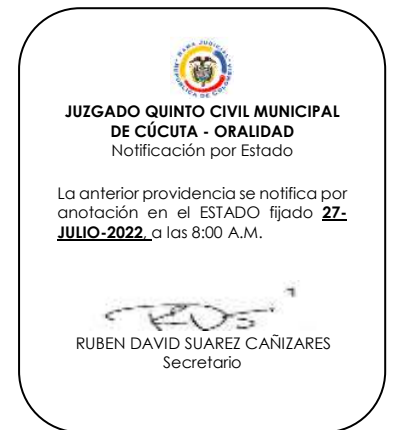 JUZGADO QUINTO CIVIL MUNICIPAL
DE CÚCUTA - ORALIDAD
Notificación por Estado
La anterior providencia se notifica por
anotación en el ESTADO fijado 27-
JULIO-2022, a las 8:00 A.M.
RUBEN DAVID SUAREZ CAÑIZARES
Secretario